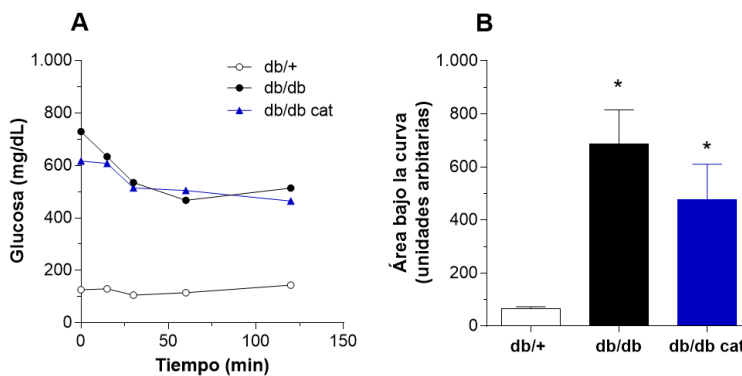 A
1.000
800
600
400
200
0
Glucosa (mg/dL)
db/+
db/db
db/db cat
0
50
100
150
Tiempo (min)
B
1.000
800
600
400
200
0
Área bajo la curva
(unidades arbitarias)
*
*
db/+
db/db
db/db cat